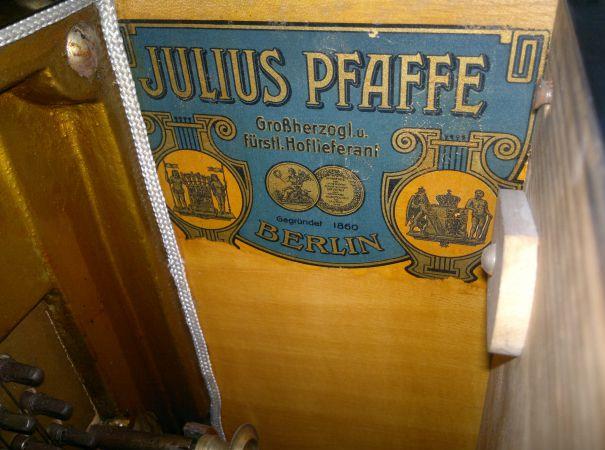 JULIUS PFAFFE
Großherzogl. u.
fürstl. Hoflieferant
Gegründet 1860
BERLIN